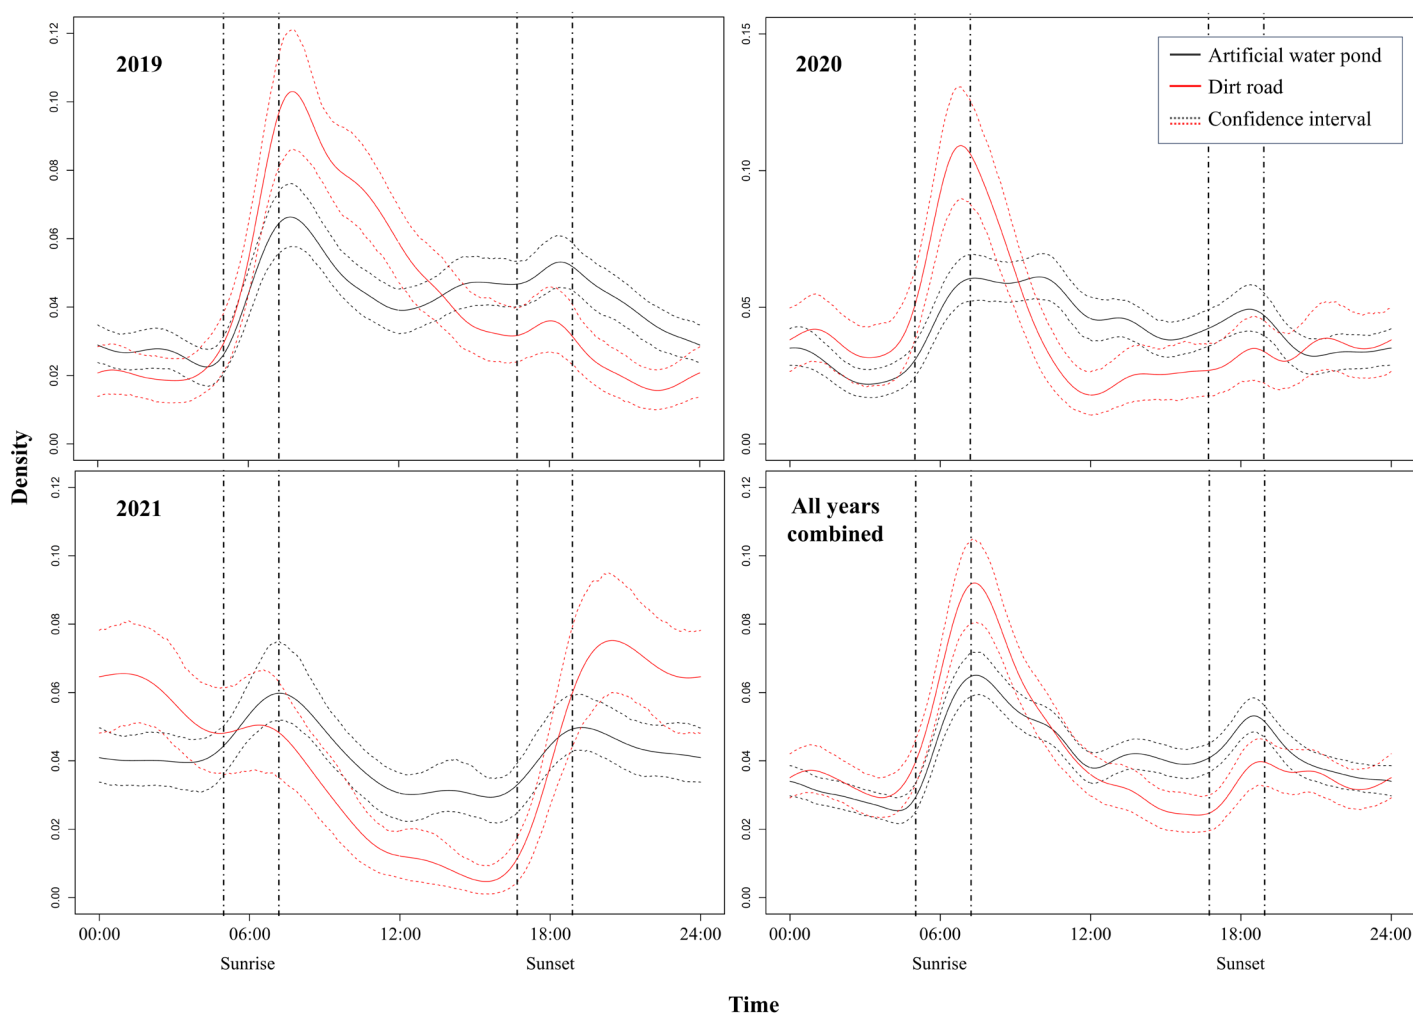 2019
0.00
0.02
0.04
0.06
0.08
0.10
0.12
2020
0.00
0.05
0.10
0.15
Artificial water pond
Dirt road
Confidence interval
Density
2021
0.00
0.02
0.04
0.06
0.08
0.10
0.12
00:00 06:00 12:00 18:00 24:00
Sunrise Sunset
All years
combined
0.00
0.02
0.04
0.06
0.08
0.10
0.12
00:00 06:00 12:00 18:00 24:00
Sunrise Sunset
Time